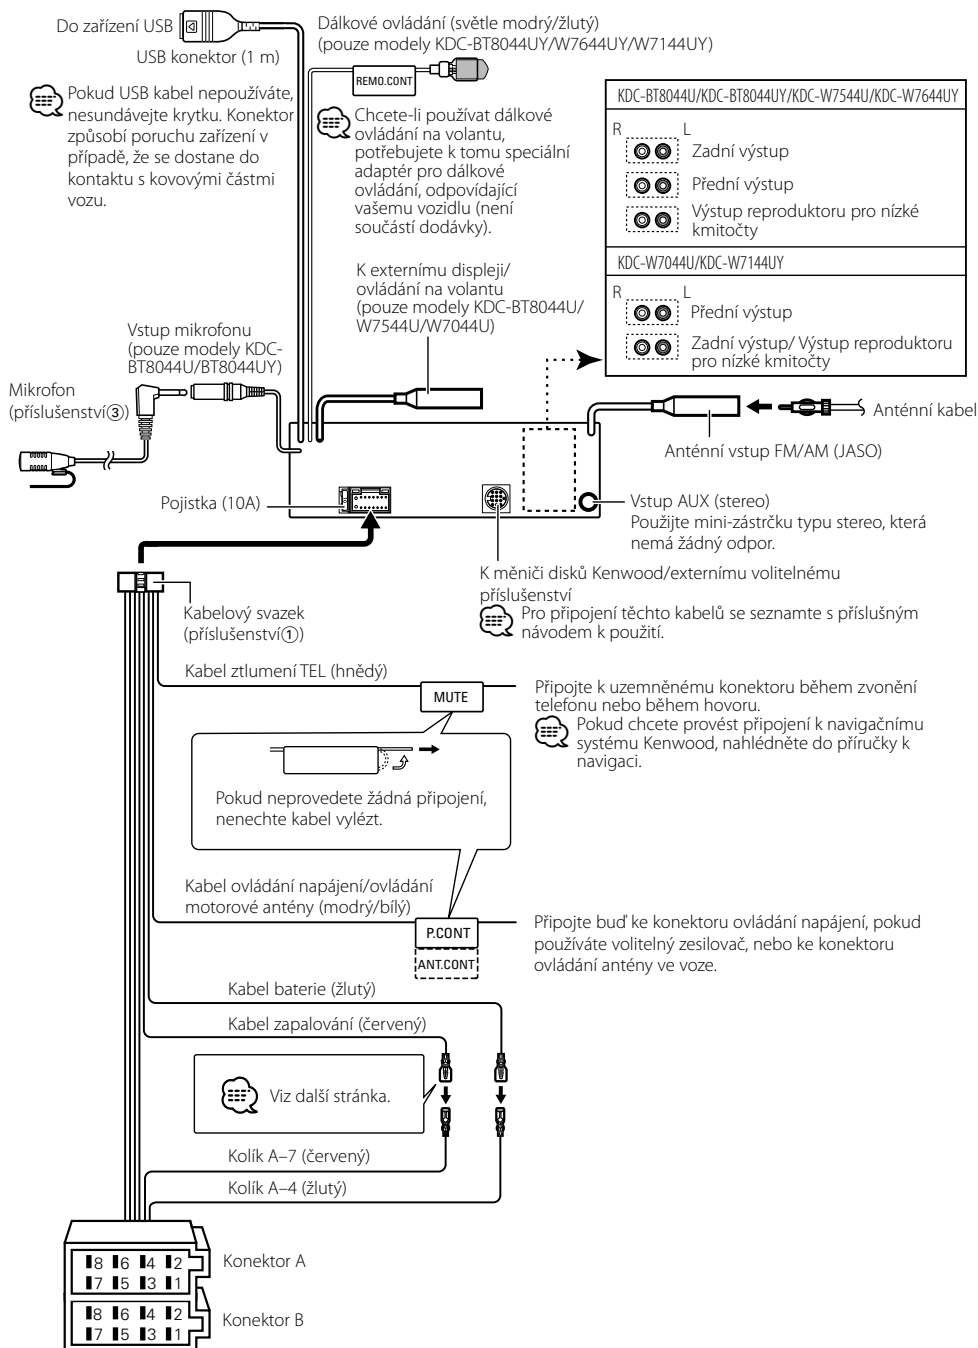 Do zařízení USB
USB konektor (1 m)
Pokud USB kabel nepoužíváte,
nesundávejte krytku. Konektor
způsobí poruchu zařízení v
případě, že se dostane do
kontaktu s kovovými částmi
vozu.
Dálkové ovládání (světle modrý/žlutý)
(pouze modely KDC-BT8044UY/W7644UY/W7144UY)
REMO.CONT
Chcete-li používat dálkové
ovládání na volantu,
potřebujete k tomu speciální
adaptér pro dálkové
ovládání, odpovídající
vašemu vozidlu (není
součástí dodávky).
KDC-BT8044U/KDC-BT8044UY/KDC-W7544U/KDC-W7644UY
R L
Zadní výstup
Přední výstup
Výstup reproduktoru pro nízké
kmitočty
KDC-W7044U/KDC-W7144UY
R L
Přední výstup
Zadní výstup/ Výstup reproduktoru
pro nízké kmitočty
K externímu displeji/
ovládání na volantu
(pouze modely KDC-BT8044U/
W7544U/W7044U)
Vstup mikrofonu
(pouze modely KDC-
BT8044U/BT8044UY)
Mikrofon
(příslušenství③)
Anténní kabel
Anténní vstup FM/AM (JASO)
Pojistka (10A)
Vstup AUX (stereo)
Použijte mini-zástrčku typu stereo, která
nemá žádný odpor.
K měniči disků Kenwood/externímu volitelnému
příslušenství
Pro připojení těchto kabelů se seznamte s příslušným
návodem k použití.
Kabelový svazek
(příslušenství①)
Kabel ztlumení TEL (hnědý)
MUTE
Připojte k uzemněnému konektoru během zvonění
telefonu nebo během hovoru.
Pokud chcete provést připojení k navigačnímu
systému Kenwood, nahlédněte do příručky k
navigaci.
Pokud neprovedete žádná připojení,
nenechte kabel vylézt.
Kabel ovládání napájení/ovládání
motorové antény (modrý/bílý)
P.CONT
ANT.CONT
Připojte buď ke konektoru ovládání napájení, pokud
používáte volitelný zesilovač, nebo ke konektoru
ovládání antény ve voze.
Kabel baterie (žlutý)
Kabel zapalování (červený)
Viz další stránka.
Kolík A–7 (červený)
Kolík A–4 (žlutý)
8 6 4 2
7 5 3 1
Konektor A
8 6 4 2
7 5 3 1
Konektor B